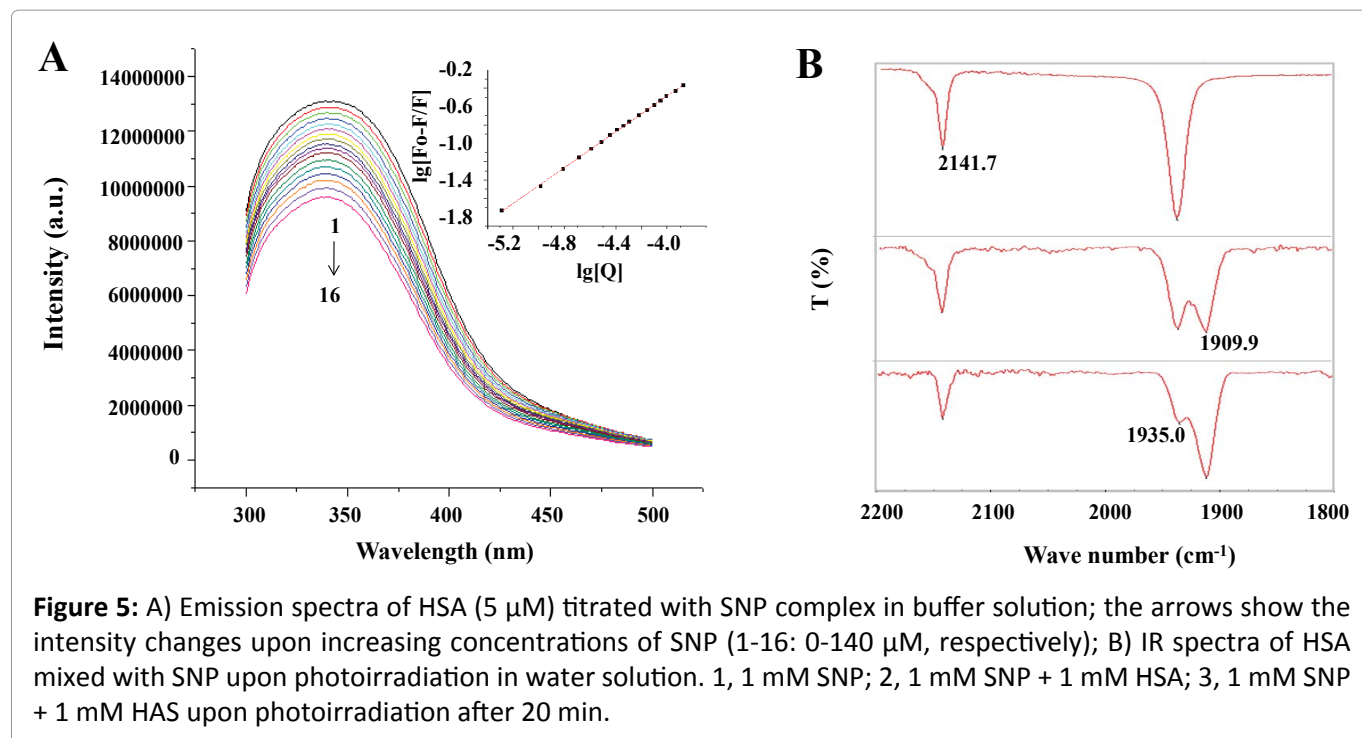 A
14000000
12000000
10000000
8000000
6000000
4000000
2000000
0
Intensity (a.u.)
300
350
400
450
500
Wavelength (nm)
1
16
-0.2
-0.6
-1.0
-1.4
-1.8
lg[Fo-F/F]
-5.2
-4.8
-4.4
-4.0
lg[Q]
B
2141.7
1909.9
1935.0
T (%)
2200
2100
2000
1900
1800
Wave number (cm-1)
Figure 5: A) Emission spectra of HSA (5 µM) titrated with SNP complex in buffer solution; the arrows show the
intensity changes upon increasing concentrations of SNP (1-16: 0-140 µM, respectively); B) IR spectra of HSA
mixed with SNP upon photoirradiation in water solution. 1, 1 mM SNP; 2, 1 mM SNP + 1 mM HSA; 3, 1 mM SNP
+ 1 mM HAS upon photoirradiation after 20 min.